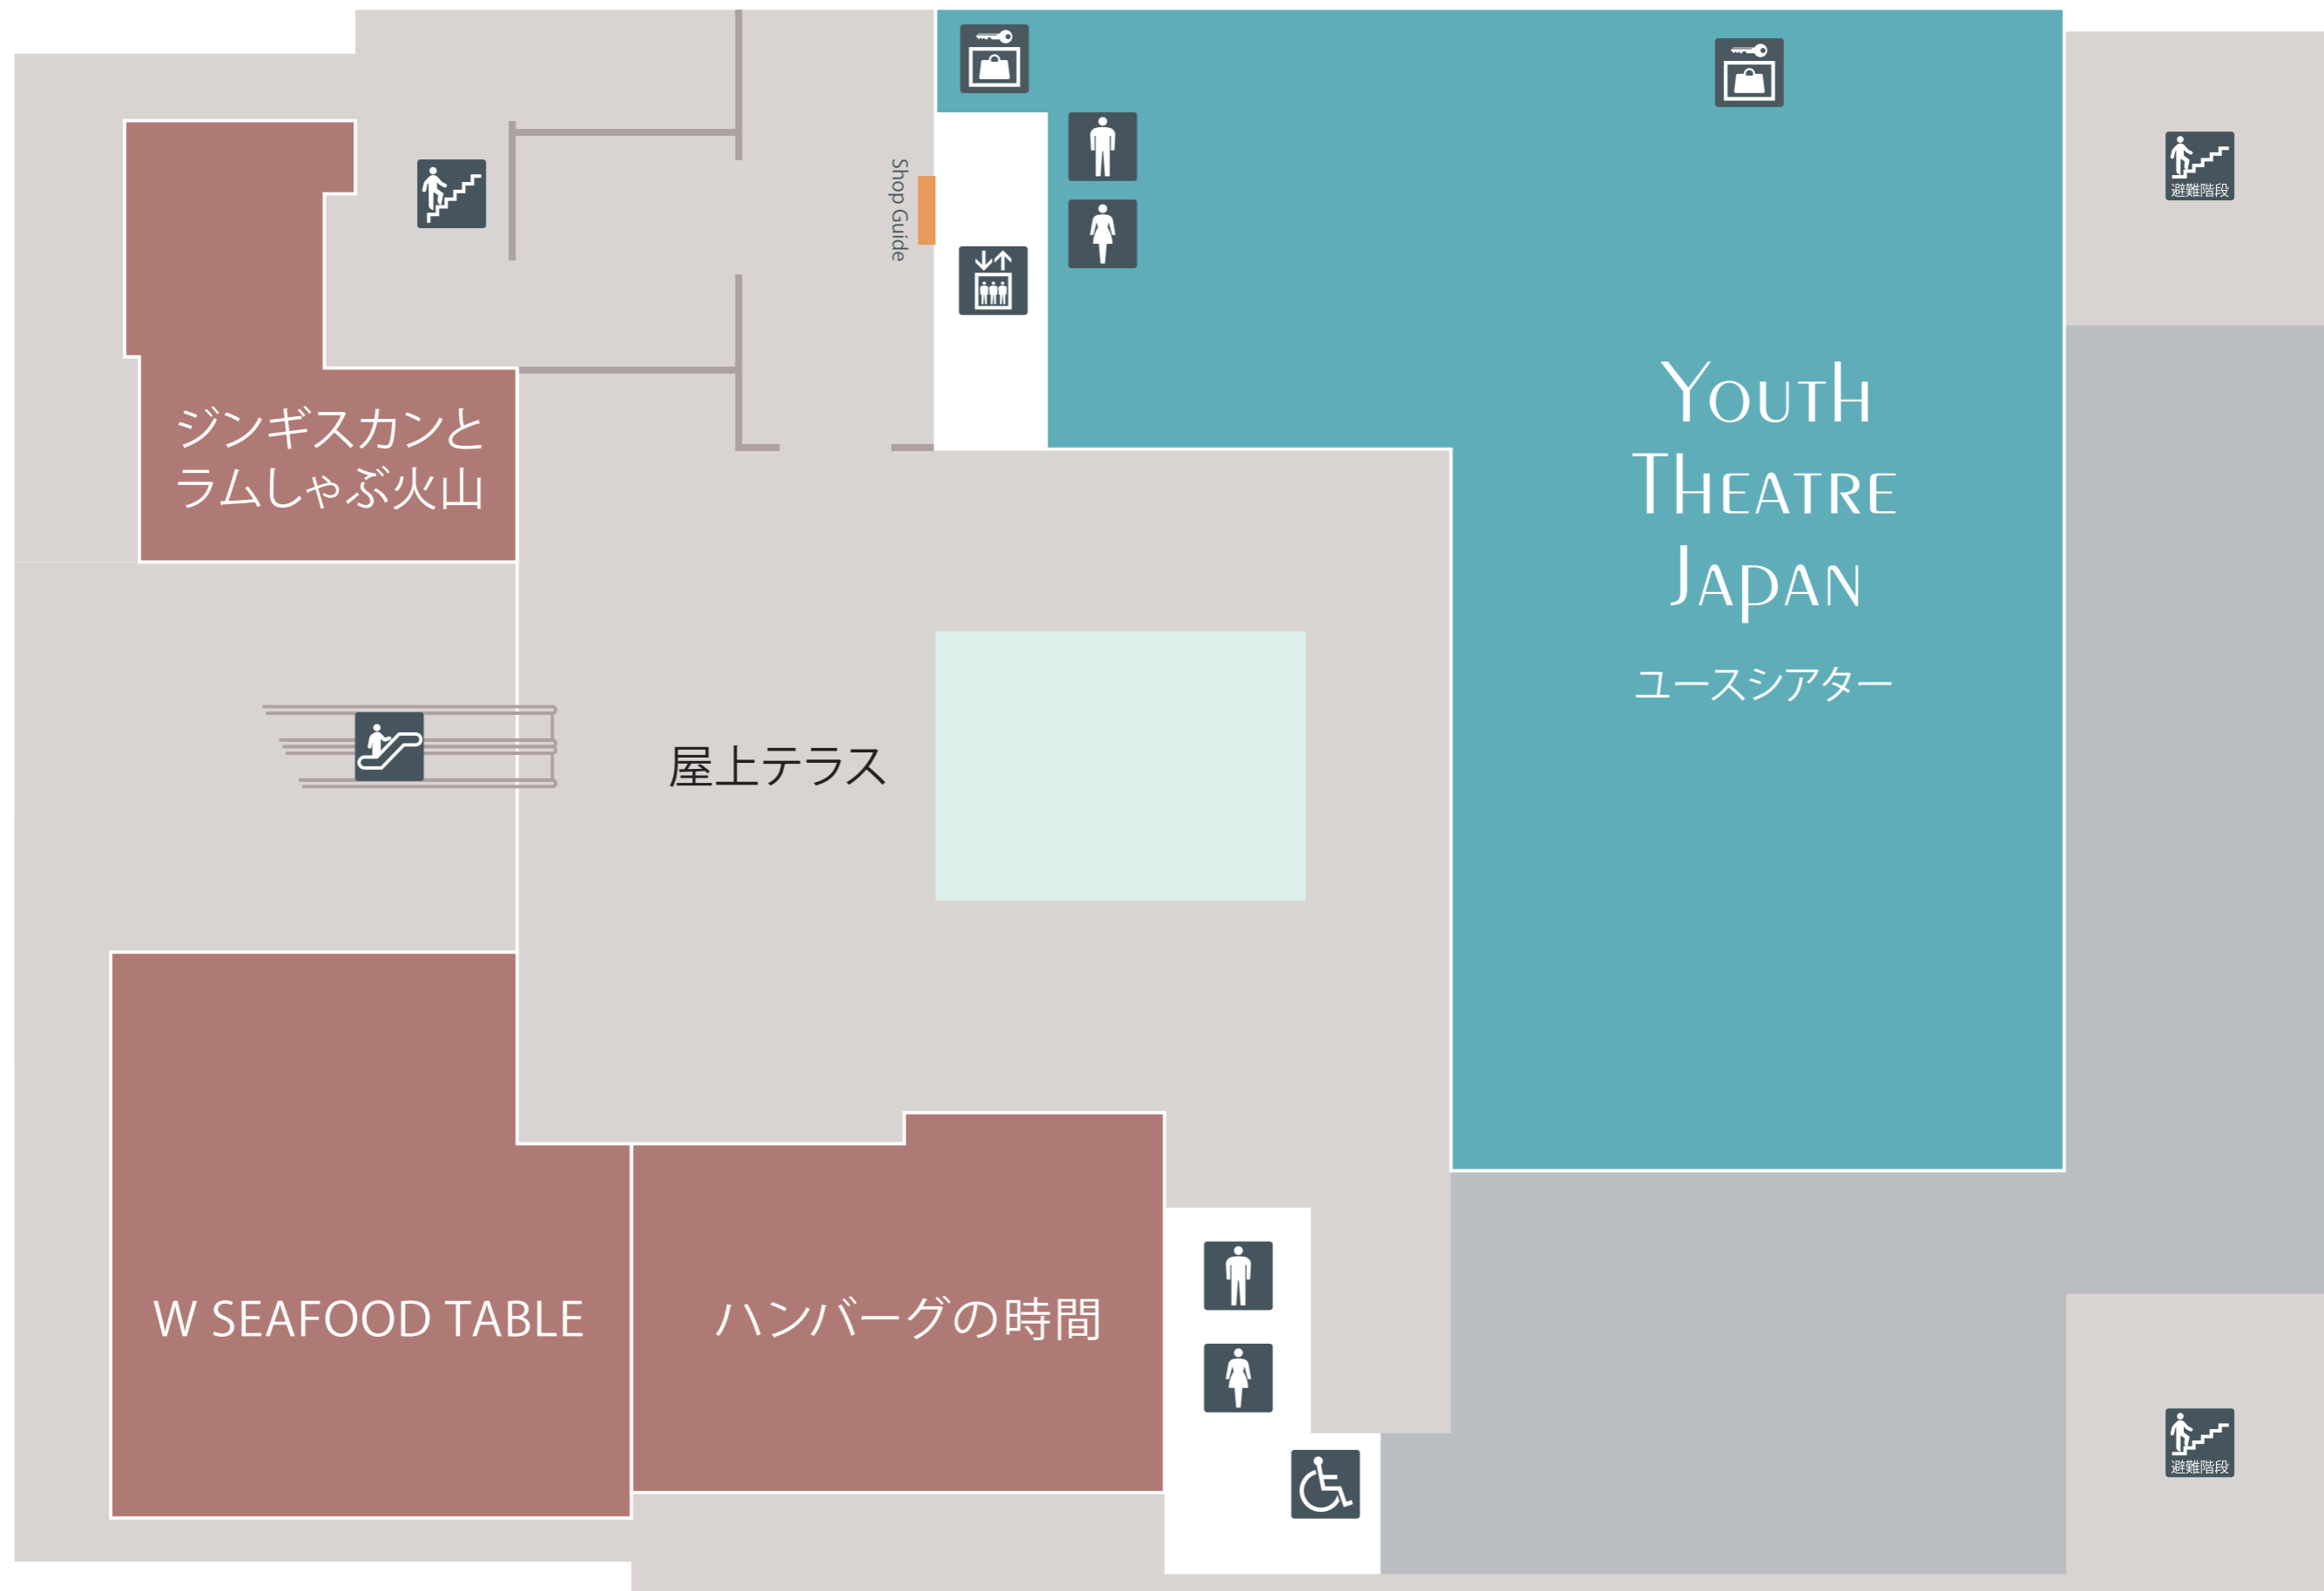 Shop Guide
避難階段
YOUTH
THEATRE
JAPAN
ユースシアター
ジンギスカンと
ラムしゃぶ火山
屋上テラス
W SEAFOOD TABLE
ハンバーグの時間
避難階段